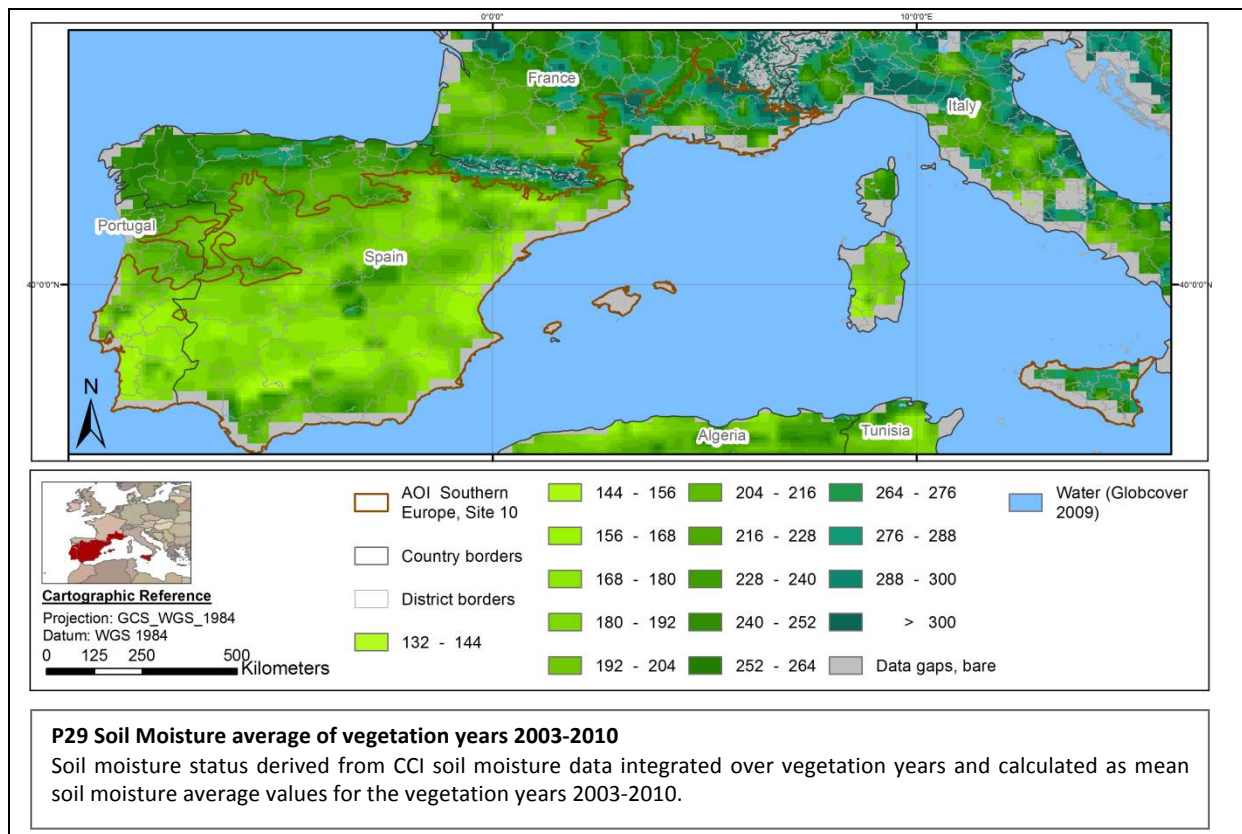 0°0'0" 10°0'0"E
France
Italy
Portugal
Spain
40°0'0"N 40°0'0"N
N
Algeria
Tunisia
Cartographic Reference
Projection: GCS_WGS_1984
Datum: WGS 1984
0 125 250 500
Kilometers
AOI Southern
Europe, Site 10
Country borders
District borders
132 - 144
144 - 156
156 - 168
168 - 180
180 - 192
192 - 204
204 - 216
216 - 228
228 - 240
240 - 252
252 - 264
264 - 276
276 - 288
288 - 300
> 300
Data gaps, bare
Water (Globcover
2009)
P29 Soil Moisture average of vegetation years 2003-2010
Soil moisture status derived from CCI soil moisture data integrated over vegetation years and calculated as mean
soil moisture average values for the vegetation years 2003-2010.